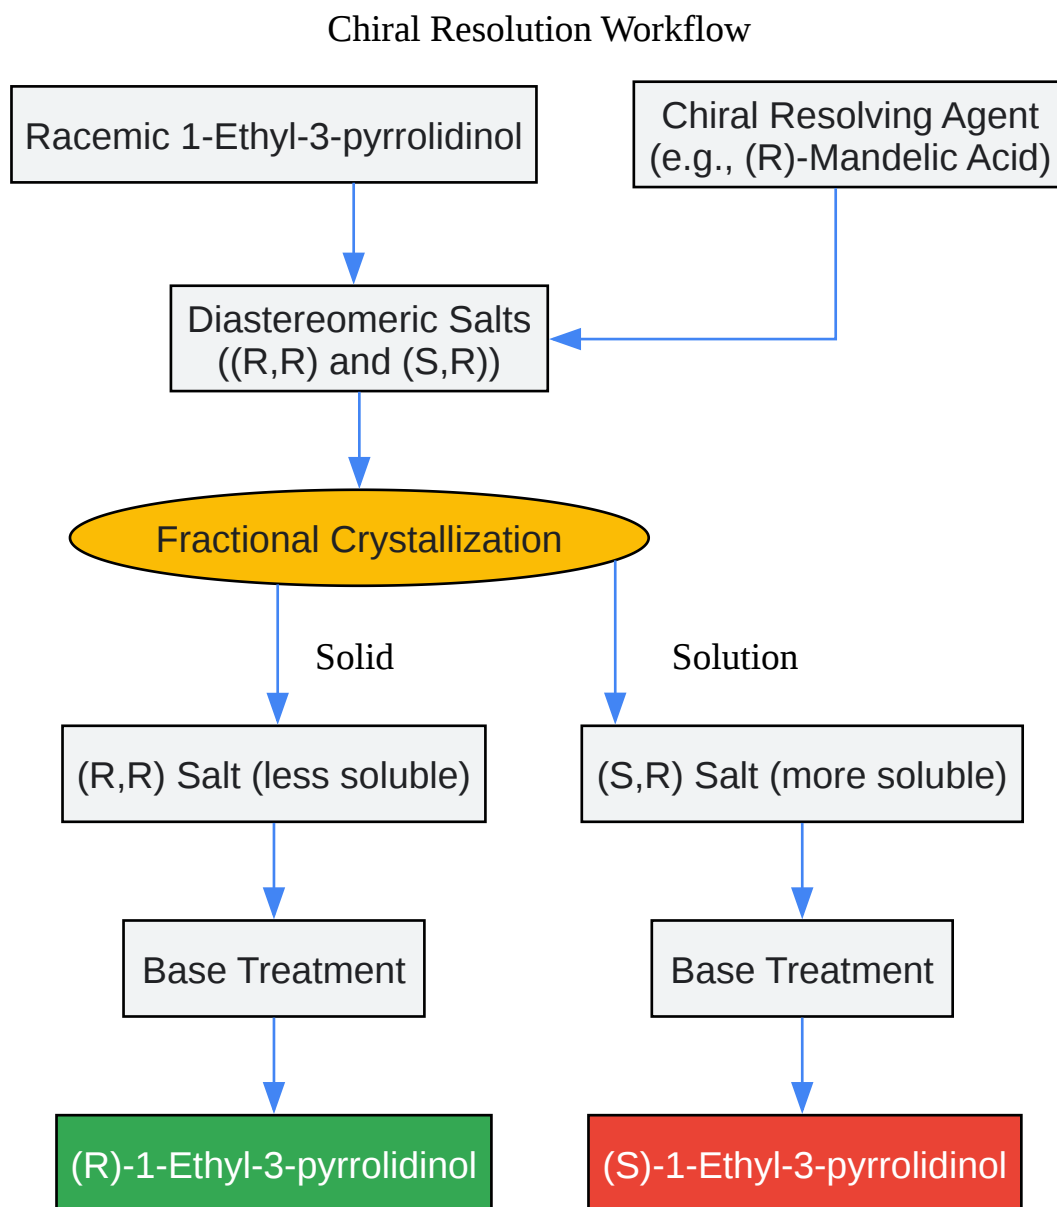 Chiral Resolution Workflow
Racemic 1-Ethyl-3-pyrrolidinol
Chiral Resolving Agent
(e.g., (R)-Mandelic Acid)
Diastereomeric Salts
((R,R) and (S,R))
Fractional Crystallization
Solid
Solution
(R,R) Salt (less soluble)
(S,R) Salt (more soluble)
Base Treatment
Base Treatment
(R)-1-Ethyl-3-pyrrolidinol
(S)-1-Ethyl-3-pyrrolidinol